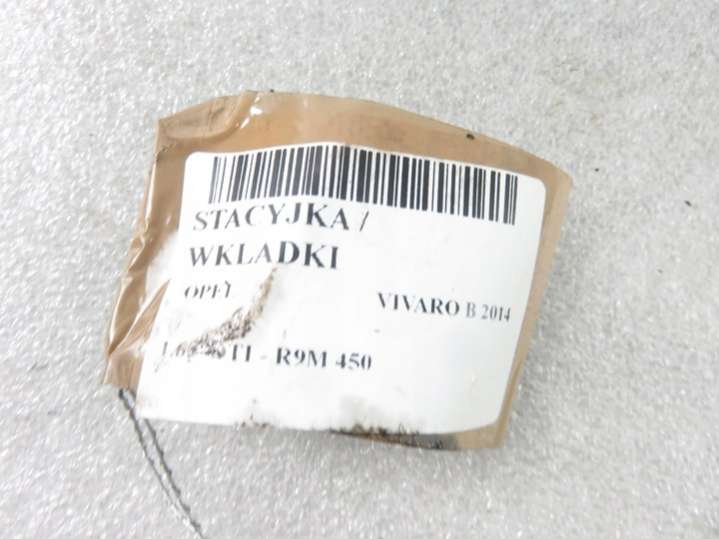 STACYJKA /
WKLADKI
OPEL VIVARO B 2014
- R9M 450